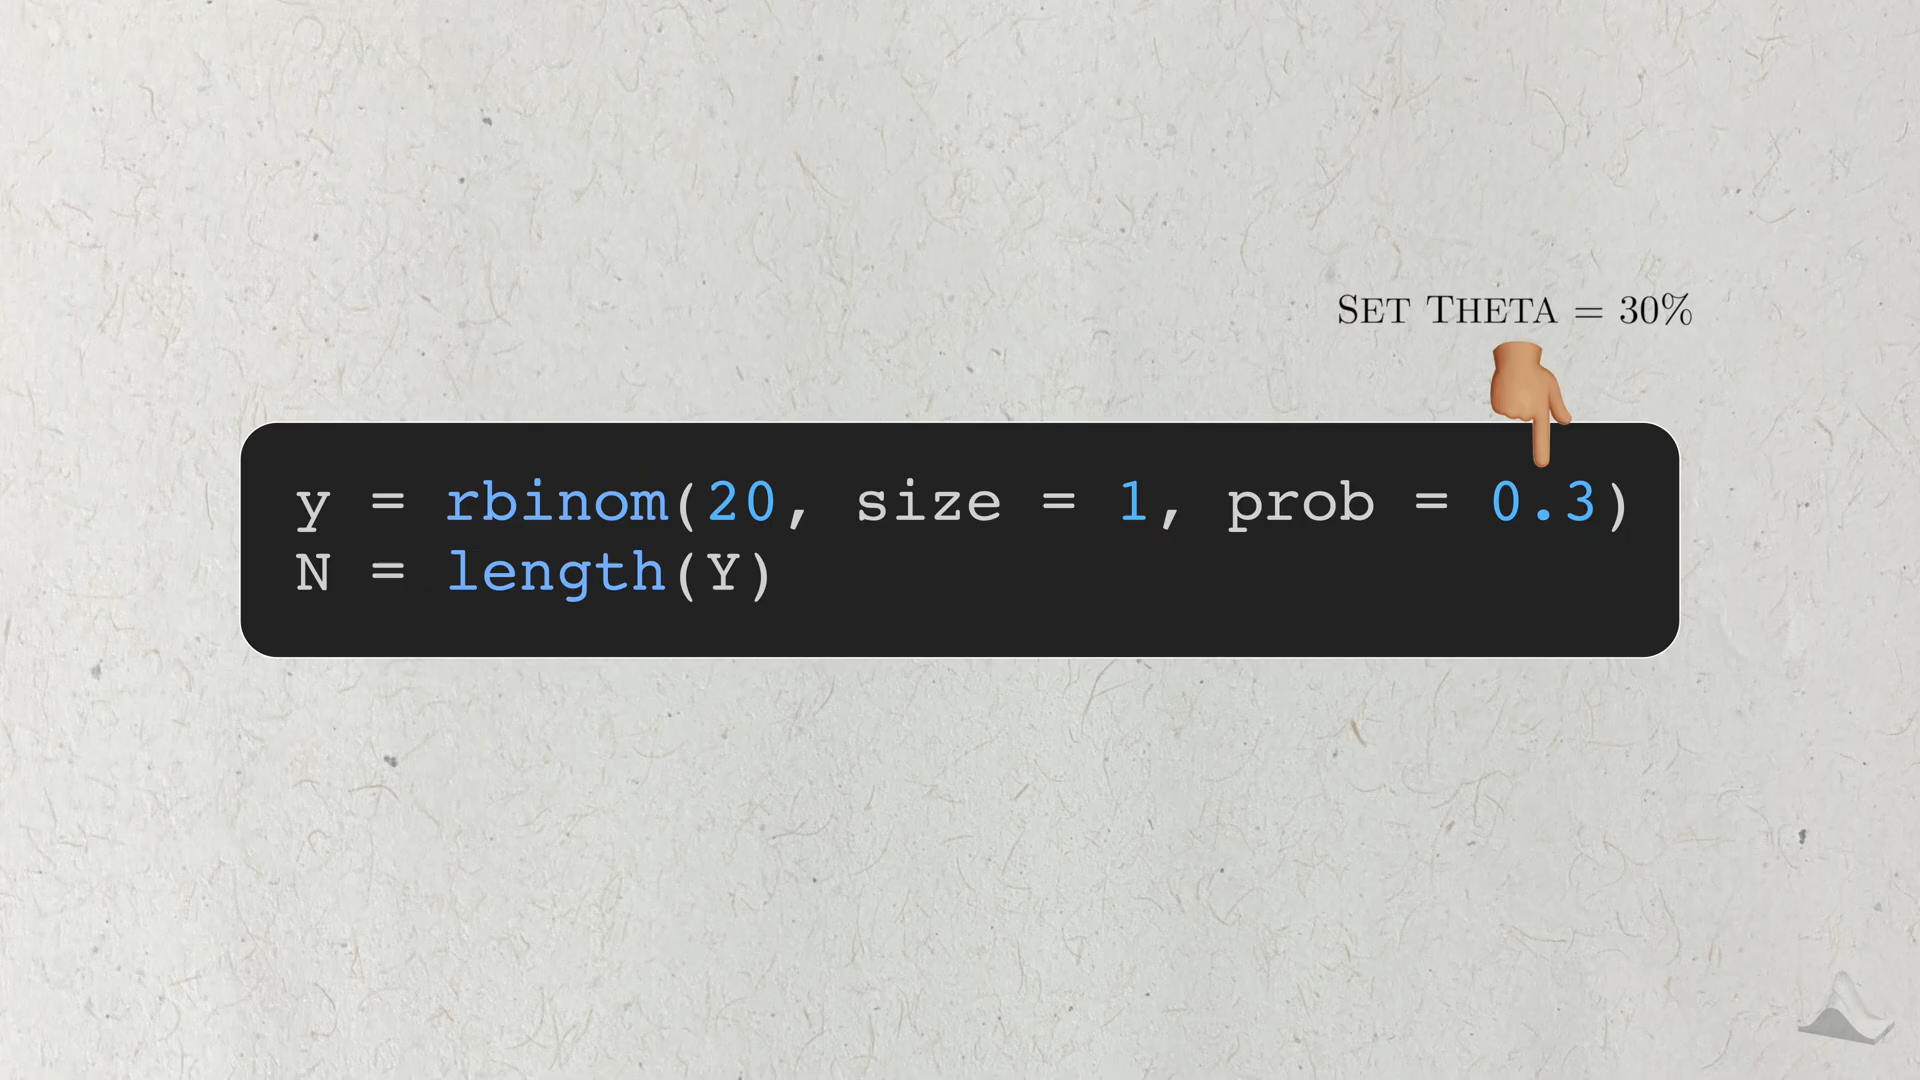 SET THETA = 30%
y = rbinom(20, size = 1, prob = 0.3)
N = length(Y)